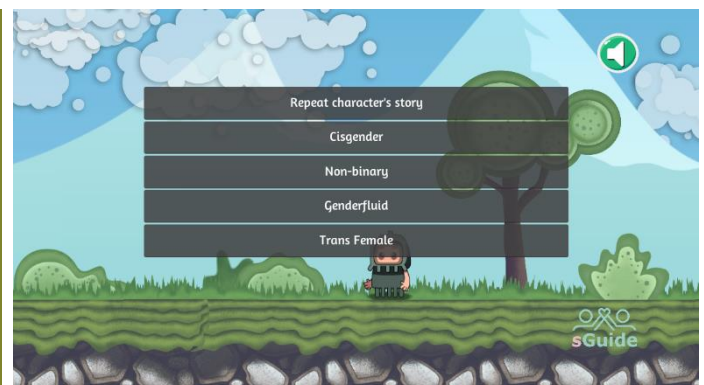 Repeat character's story
Cisgender
Non-binary
Genderfluid
Trans Female
sGuide